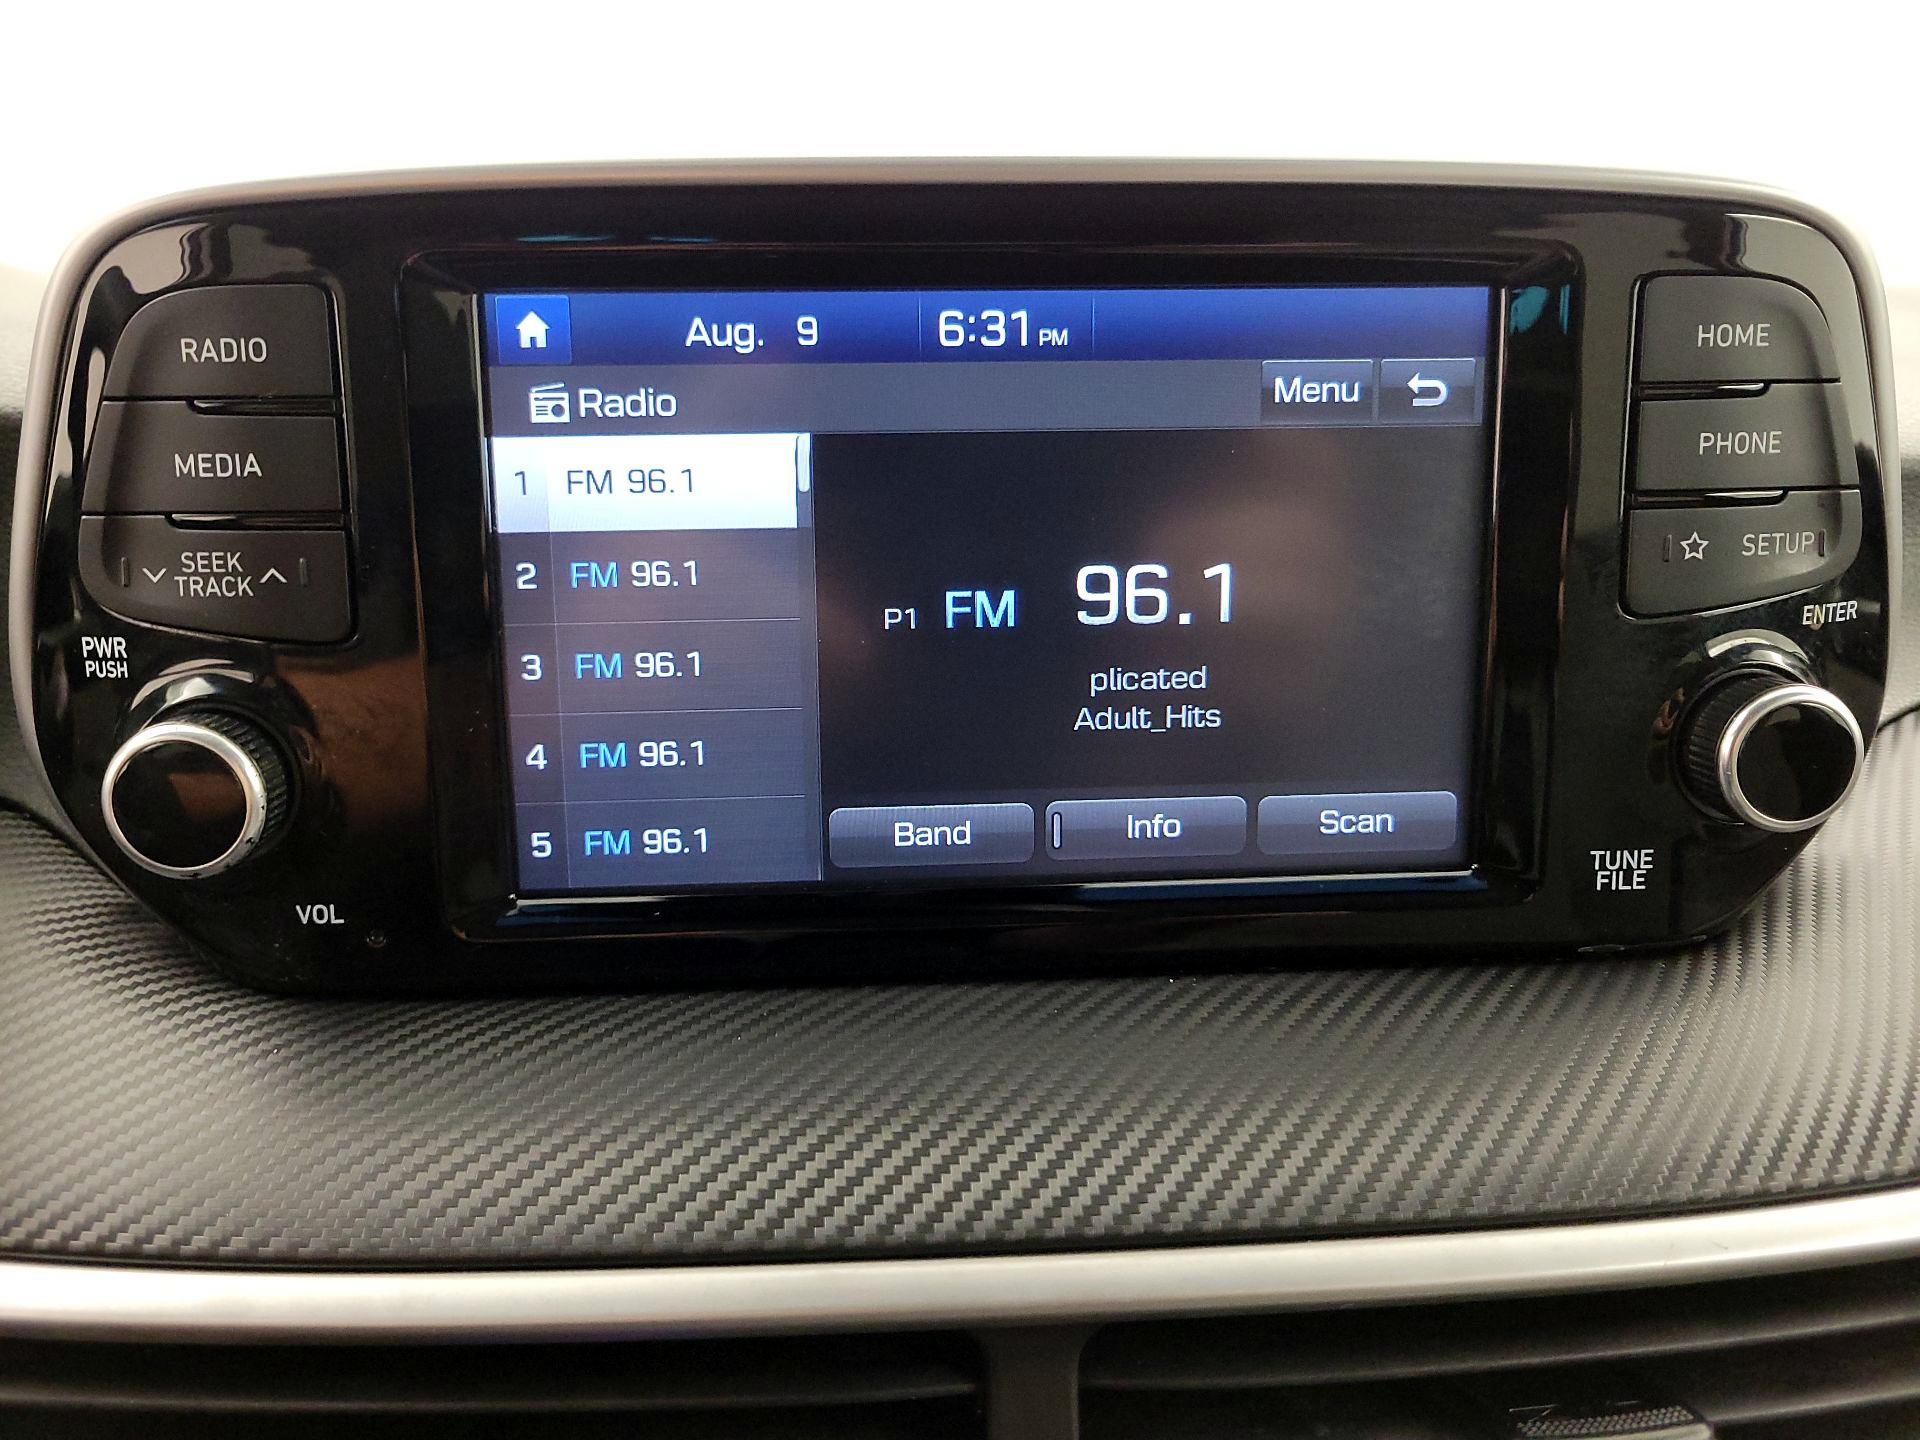 RADIO
MEDIA
SEEK
TRACK
PWR
PUSH
VOL
Aug. 9 6:31 PM
Radio Menu
1 FM 96.1
2 FM 96.1
3 FM 96.1
4 FM 96.1
5 FM 96.1
P1 FM 96.1
plicated
Adult_Hits
Band Info Scan
HOME
PHONE
SETUP
ENTER
TUNE
FILE